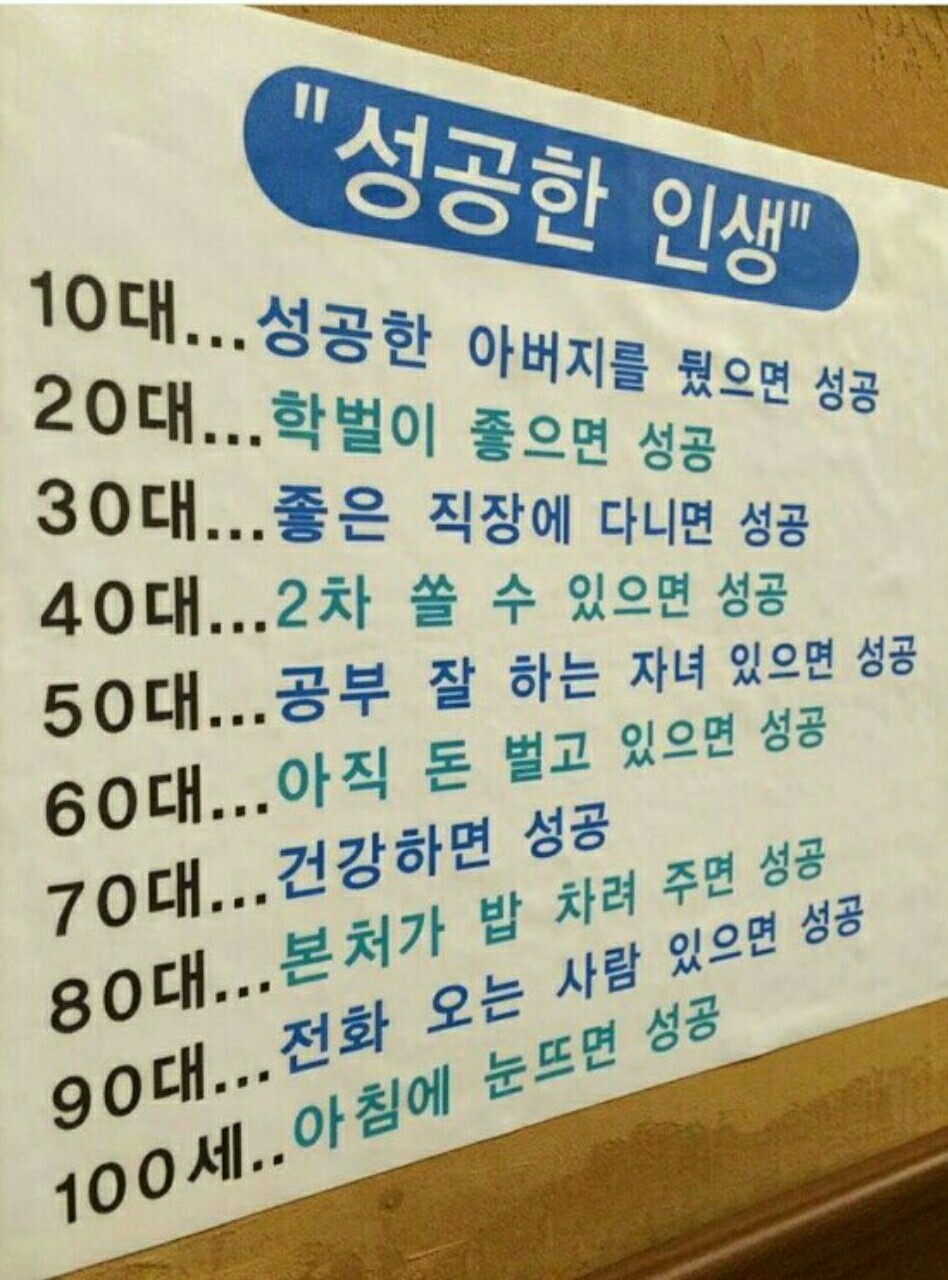 "성공한 인생"
10대...성공한 아버지를 뒀으면 성공
20대...학벌이 좋으면 성공
30대...좋은 직장에 다니면 성공
40대...2차 쏠 수 있으면 성공
50대...공부 잘 하는 자녀 있으면 성공
60대...아직 돈 벌고 있으면 성공
70대...건강하면 성공
80대...본처가 밥 차려 주면 성공
90대...전화 오는 사람 있으면 성공
100세..아침에 눈뜨면 성공